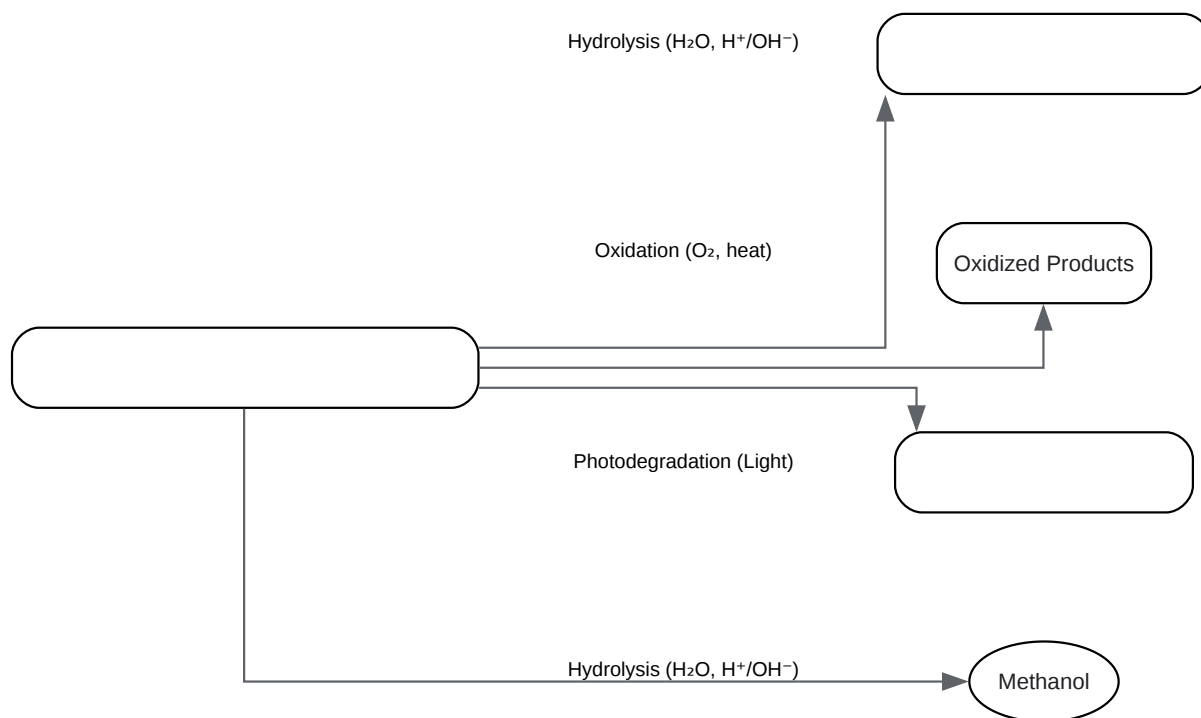 Hydrolysis (H₂O, H⁺/OH⁻)
Oxidation (O₂, heat)
Oxidized Products
Photodegradation (Light)
Hydrolysis (H₂O, H⁺/OH⁻)
Methanol